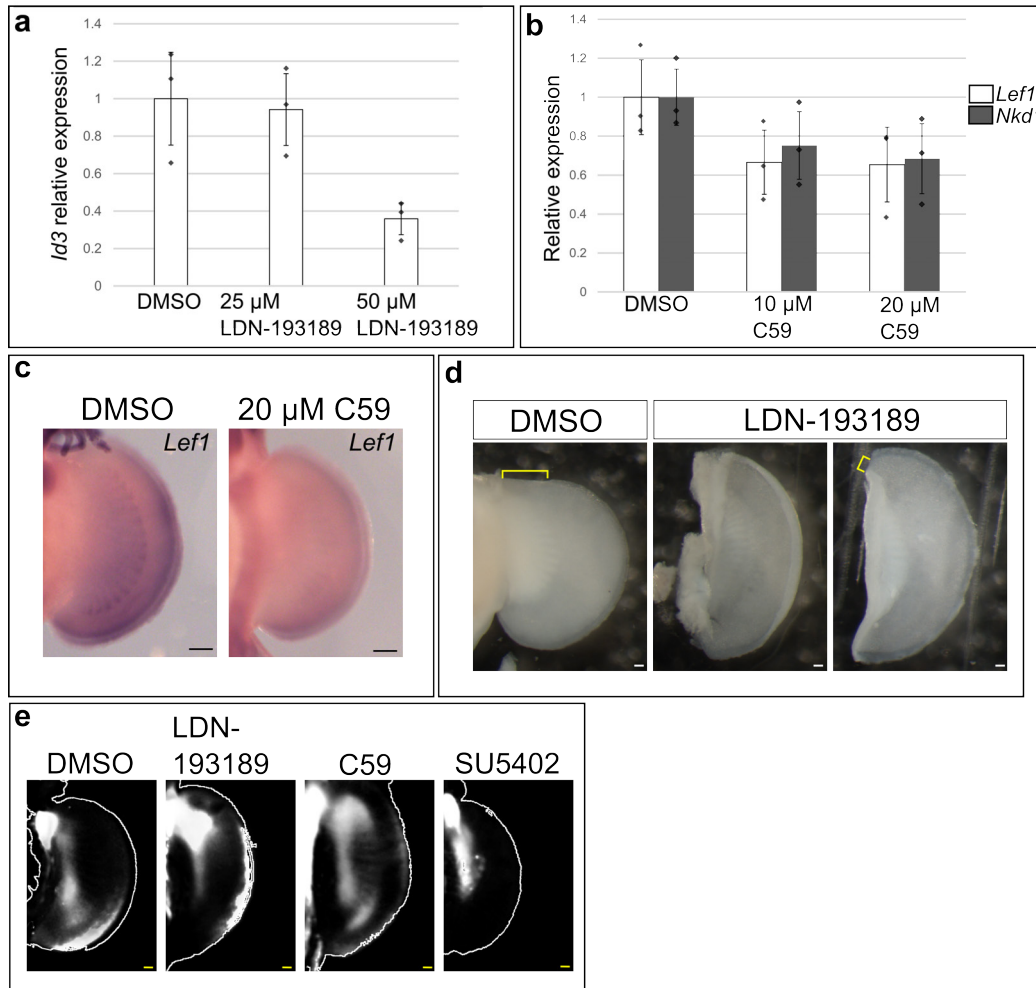 a
1.4
1.2
1
0.8
0.6
0.4
0.2
0
Id3 relative expression
DMSO
25 µM
LDN-193189
50 µM
LDN-193189
b
1.4
1.2
1
0.8
0.6
0.4
0.2
0
Relative expression
Lef1
Nkd
DMSO
10 µM
C59
20 µM
C59
c
DMSO
20 µM C59
Lef1
Lef1
d
DMSO
LDN-193189
e
DMSO
LDN-
193189
C59
SU5402